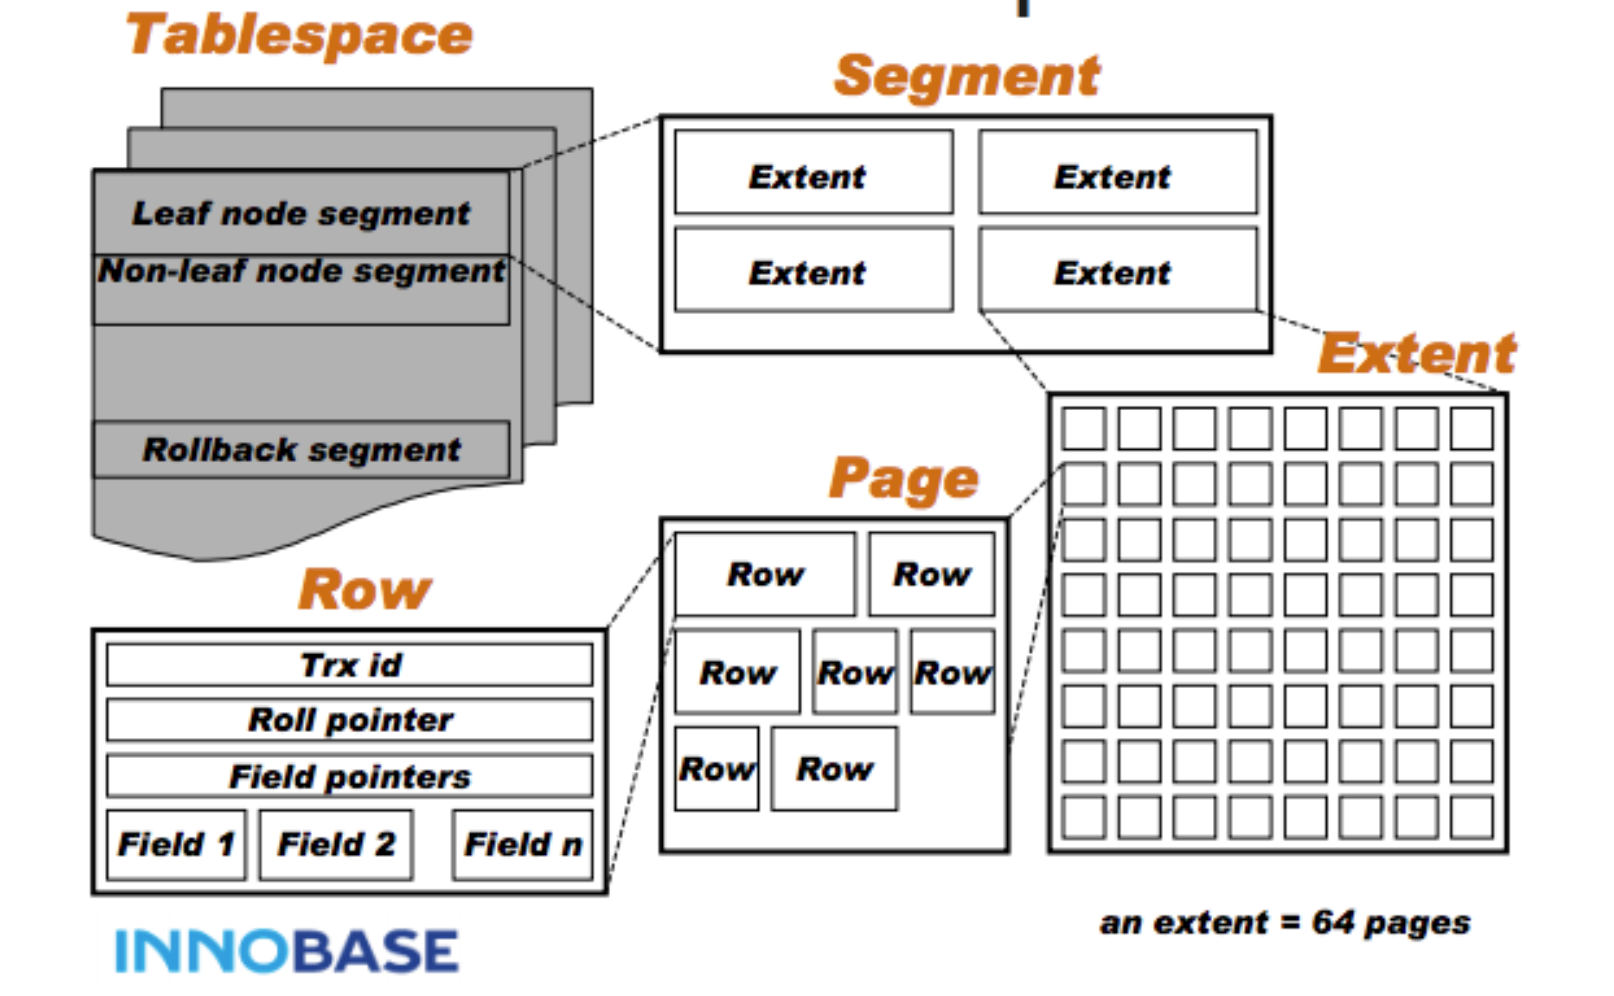 Tablespace
Leaf node segment
Non-leaf node segment
Rollback segment
Segment
Extent
Extent
Extent
Extent
Extent
an extent = 64 pages
Page
Row
Row
Row
Row
Row
Row
Row
Row
Trx id
Roll pointer
Field pointers
Field 1
Field 2
Field n
INNOBASE